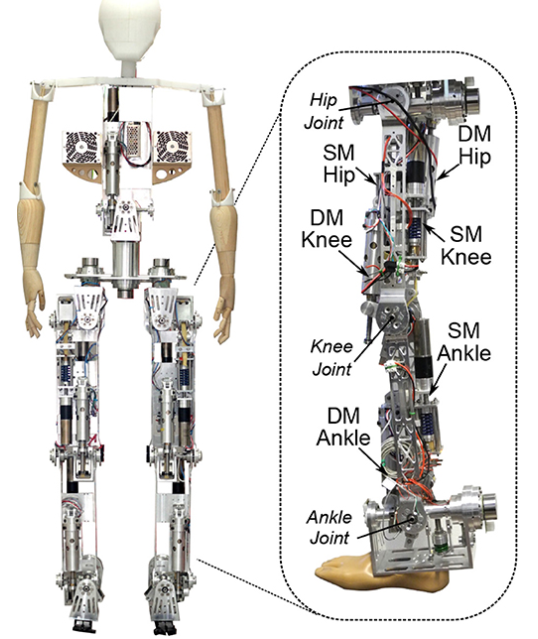 Hip
Joint
DM
Hip
SM
Hip
DM
Knee
SM
Knee
Knee
Joint
SM
Ankle
DM
Ankle
Ankle
Joint